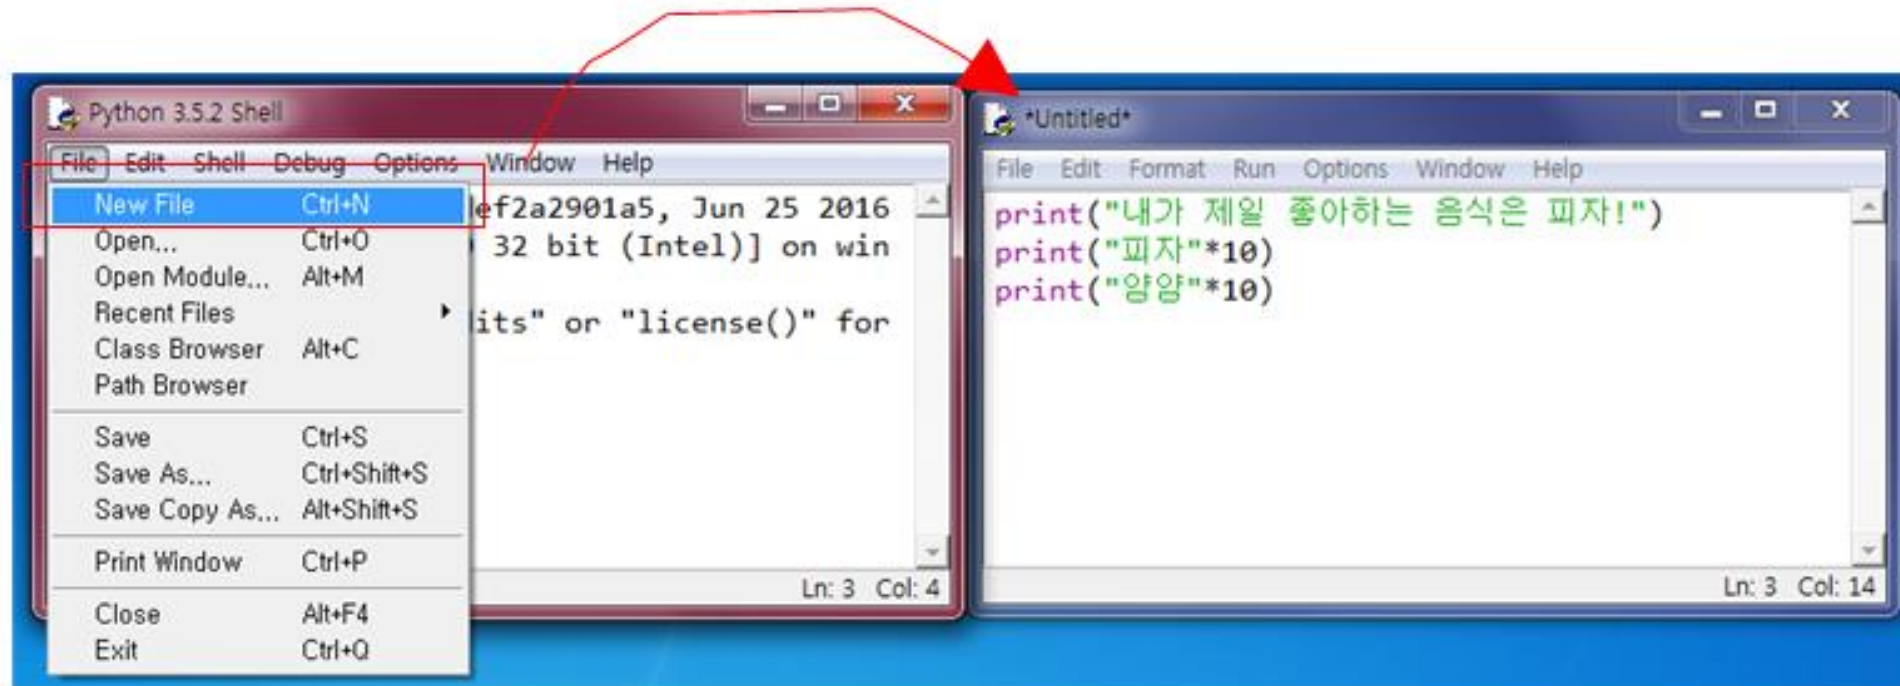 Python 3.5.2 Shell
File Edit Shell Debug Options Window Help
New File Ctrl+N
Open... Ctrl+O
Open Module... Alt+M
Recent Files
Class Browser Alt+C
Path Browser
Save Ctrl+S
Save As... Ctrl+Shift+S
Save Copy As... Alt+Shift+S
Print Window Ctrl+P
Close Alt+F4
Exit Ctrl+Q
ef2a2901a5, Jun 25 2016
32 bit (Intel)] on win
its" or "license()" for
Ln: 3 Col: 4
*Untitled*
File Edit Format Run Options Window Help
print("내가 제일 좋아하는 음식은 피자!")
print("피자"*10)
print("얌얌"*10)
Ln: 3 Col: 14